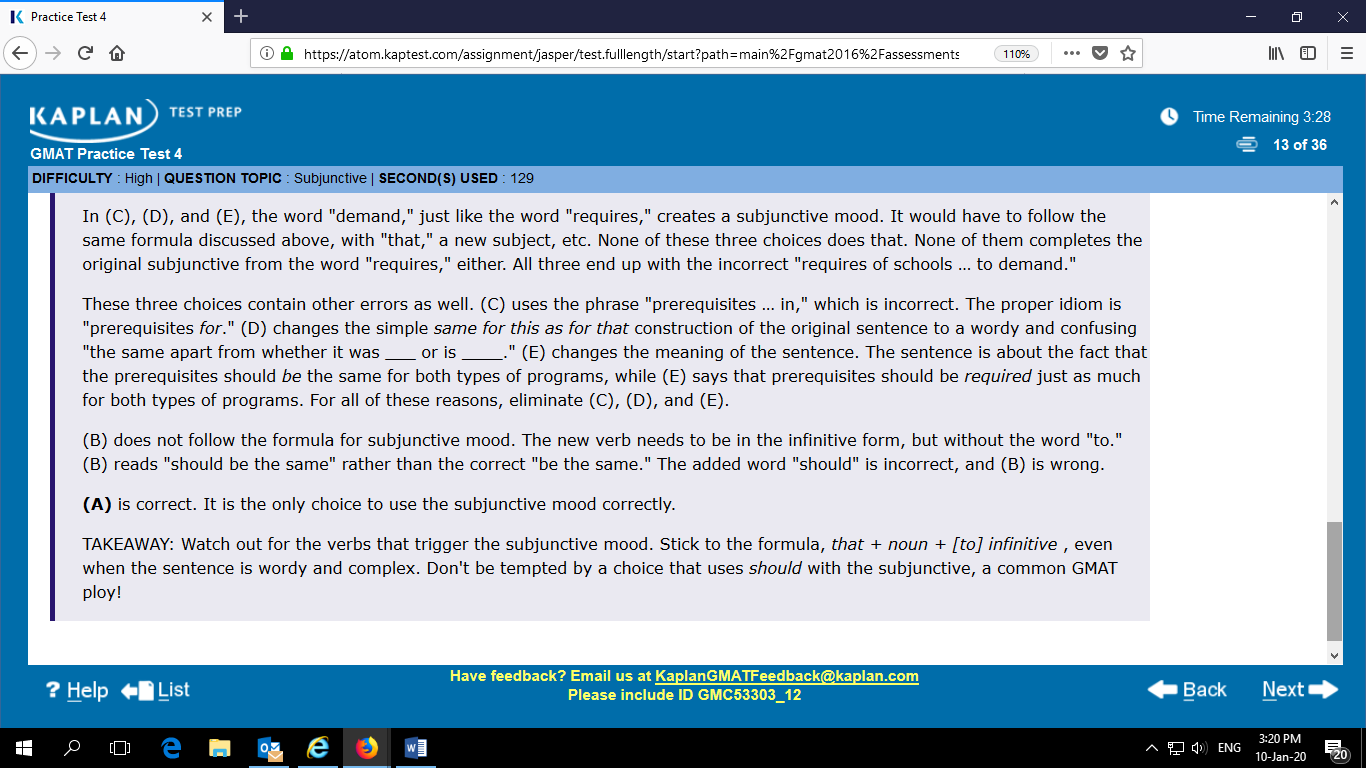 Practice Test 4
https://atom.kaptest.com/assignment/jasper/test.fulllength/start?path=main%2Fgmat2016%2Fassessments
110%
KAPLAN TEST PREP
Time Remaining 3:28
GMAT Practice Test 4
13 of 36
DIFFICULTY : High | QUESTION TOPIC : Subjunctive | SECOND(S) USED : 129
In (C), (D), and (E), the word "demand," just like the word "requires," creates a subjunctive mood. It would have to follow the
same formula discussed above, with "that," a new subject, etc. None of these three choices does that. None of them completes the
original subjunctive from the word "requires," either. All three end up with the incorrect "requires of schools ... to demand."
These three choices contain other errors as well. (C) uses the phrase "prerequisites ... in," which is incorrect. The proper idiom is
"prerequisites for." (D) changes the simple same for this as for that construction of the original sentence to a wordy and confusing
"the same apart from whether it was ___ or is ____." (E) changes the meaning of the sentence. The sentence is about the fact that
the prerequisites should be the same for both types of programs, while (E) says that prerequisites should be required just as much
for both types of programs. For all of these reasons, eliminate (C), (D), and (E).
(B) does not follow the formula for subjunctive mood. The new verb needs to be in the infinitive form, but without the word "to."
(B) reads "should be the same" rather than the correct "be the same." The added word "should" is incorrect, and (B) is wrong.
(A) is correct. It is the only choice to use the subjunctive mood correctly.
TAKEAWAY: Watch out for the verbs that trigger the subjunctive mood. Stick to the formula, that + noun + [to] infinitive , even
when the sentence is wordy and complex. Don't be tempted by a choice that uses should with the subjunctive, a common GMAT
ploy!
Have feedback? Email us at KaplanGMATFeedback@kaplan.com
Please include ID GMC53303_12
? Help List
Back Next
ENG
3:20 PM
10-Jan-20
20